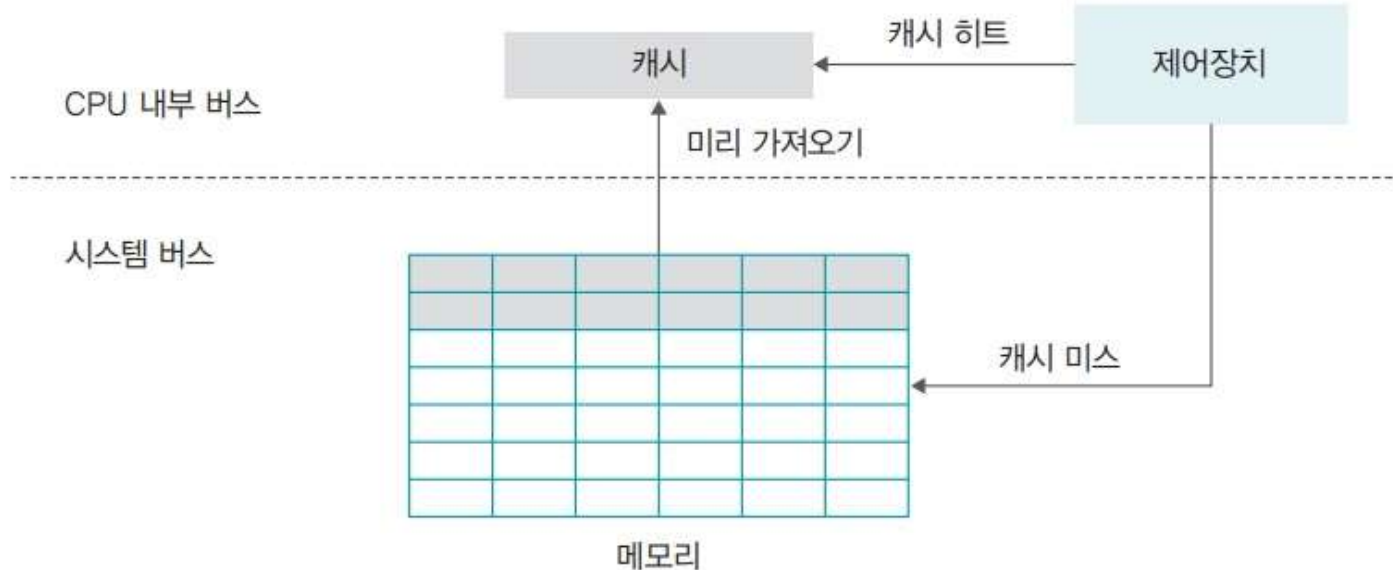 캐시 히트
캐시
제어장치
CPU 내부 버스
미리 가져오기
시스템 버스
캐시 미스
메모리